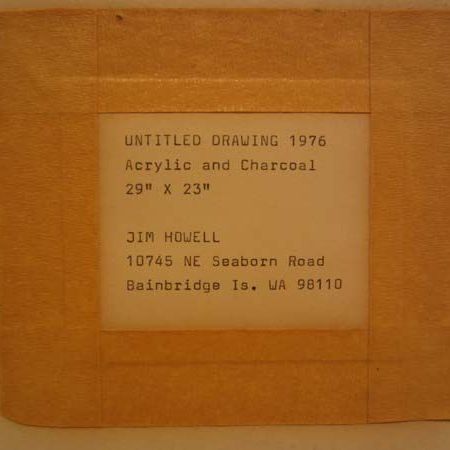 UNTITLED DRAWING 1976
Acrylic and Charcoal
29" X 23"
JIM HOWELL
10745 NE Seaborn Road
Bainbridge Is. WA 98110